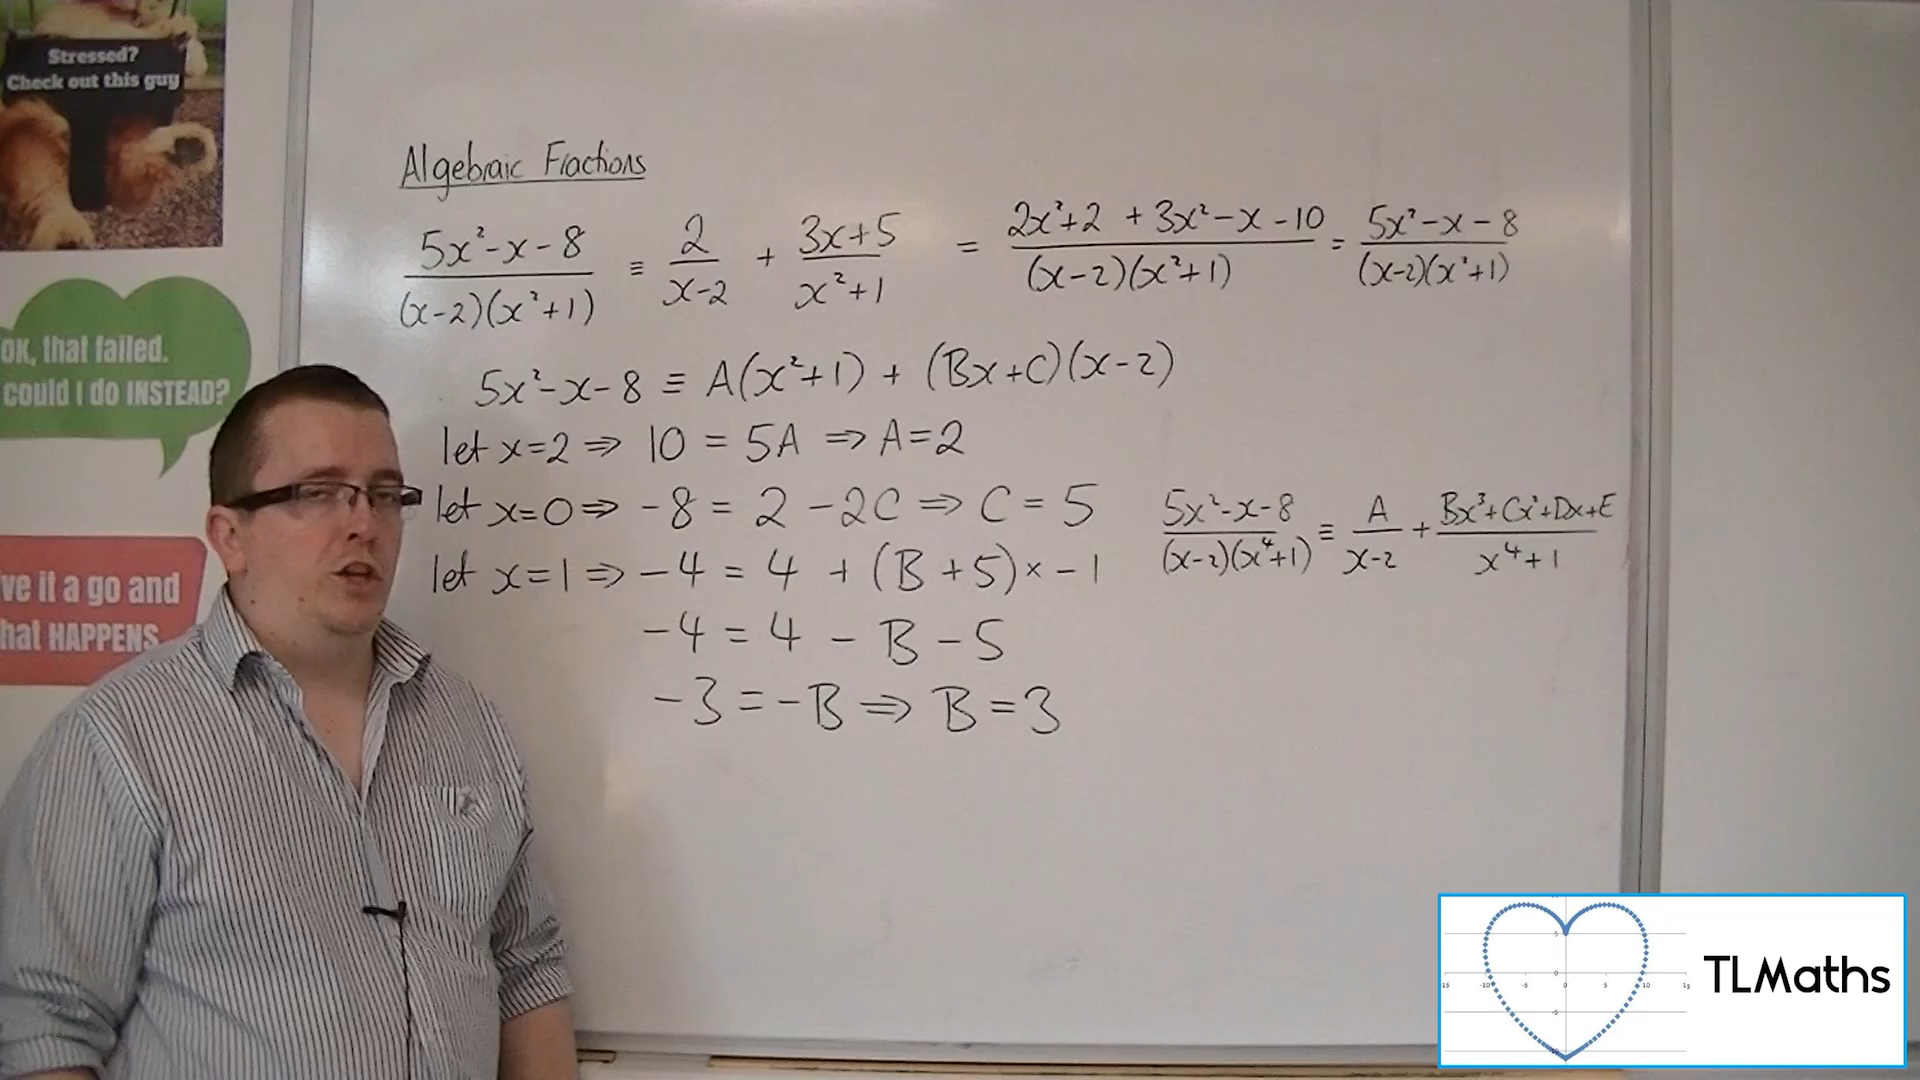 Stressed?
Check out this guy
OK, that failed.
could I do INSTEAD?
ve it a go and
hat HAPPENS
Algebraic Fractions
5x²-x-8/(x-2)(x²+1) ≡ 2/x-2 + 3x+5/x²+1 = 2x²+2 + 3x²-x-10/(x-2)(x²+1) = 5x²-x-8/(x-2)(x²+1)
5x²-x-8 ≡ A(x²+1) + (Bx+C)(x-2)
let x=2 ⇒ 10 = 5A ⇒ A=2
let x=0 ⇒ -8 = 2 -2C ⇒ C = 5
let x=1 ⇒ -4 = 4 + (B+5)× -1
-4 = 4 - B - 5
-3 = -B ⇒ B = 3
5x²-x-8/(x-2)(x⁴+1) ≡ A/x-2 + Bx³+Cx²+Dx+E/x⁴+1
TLMaths